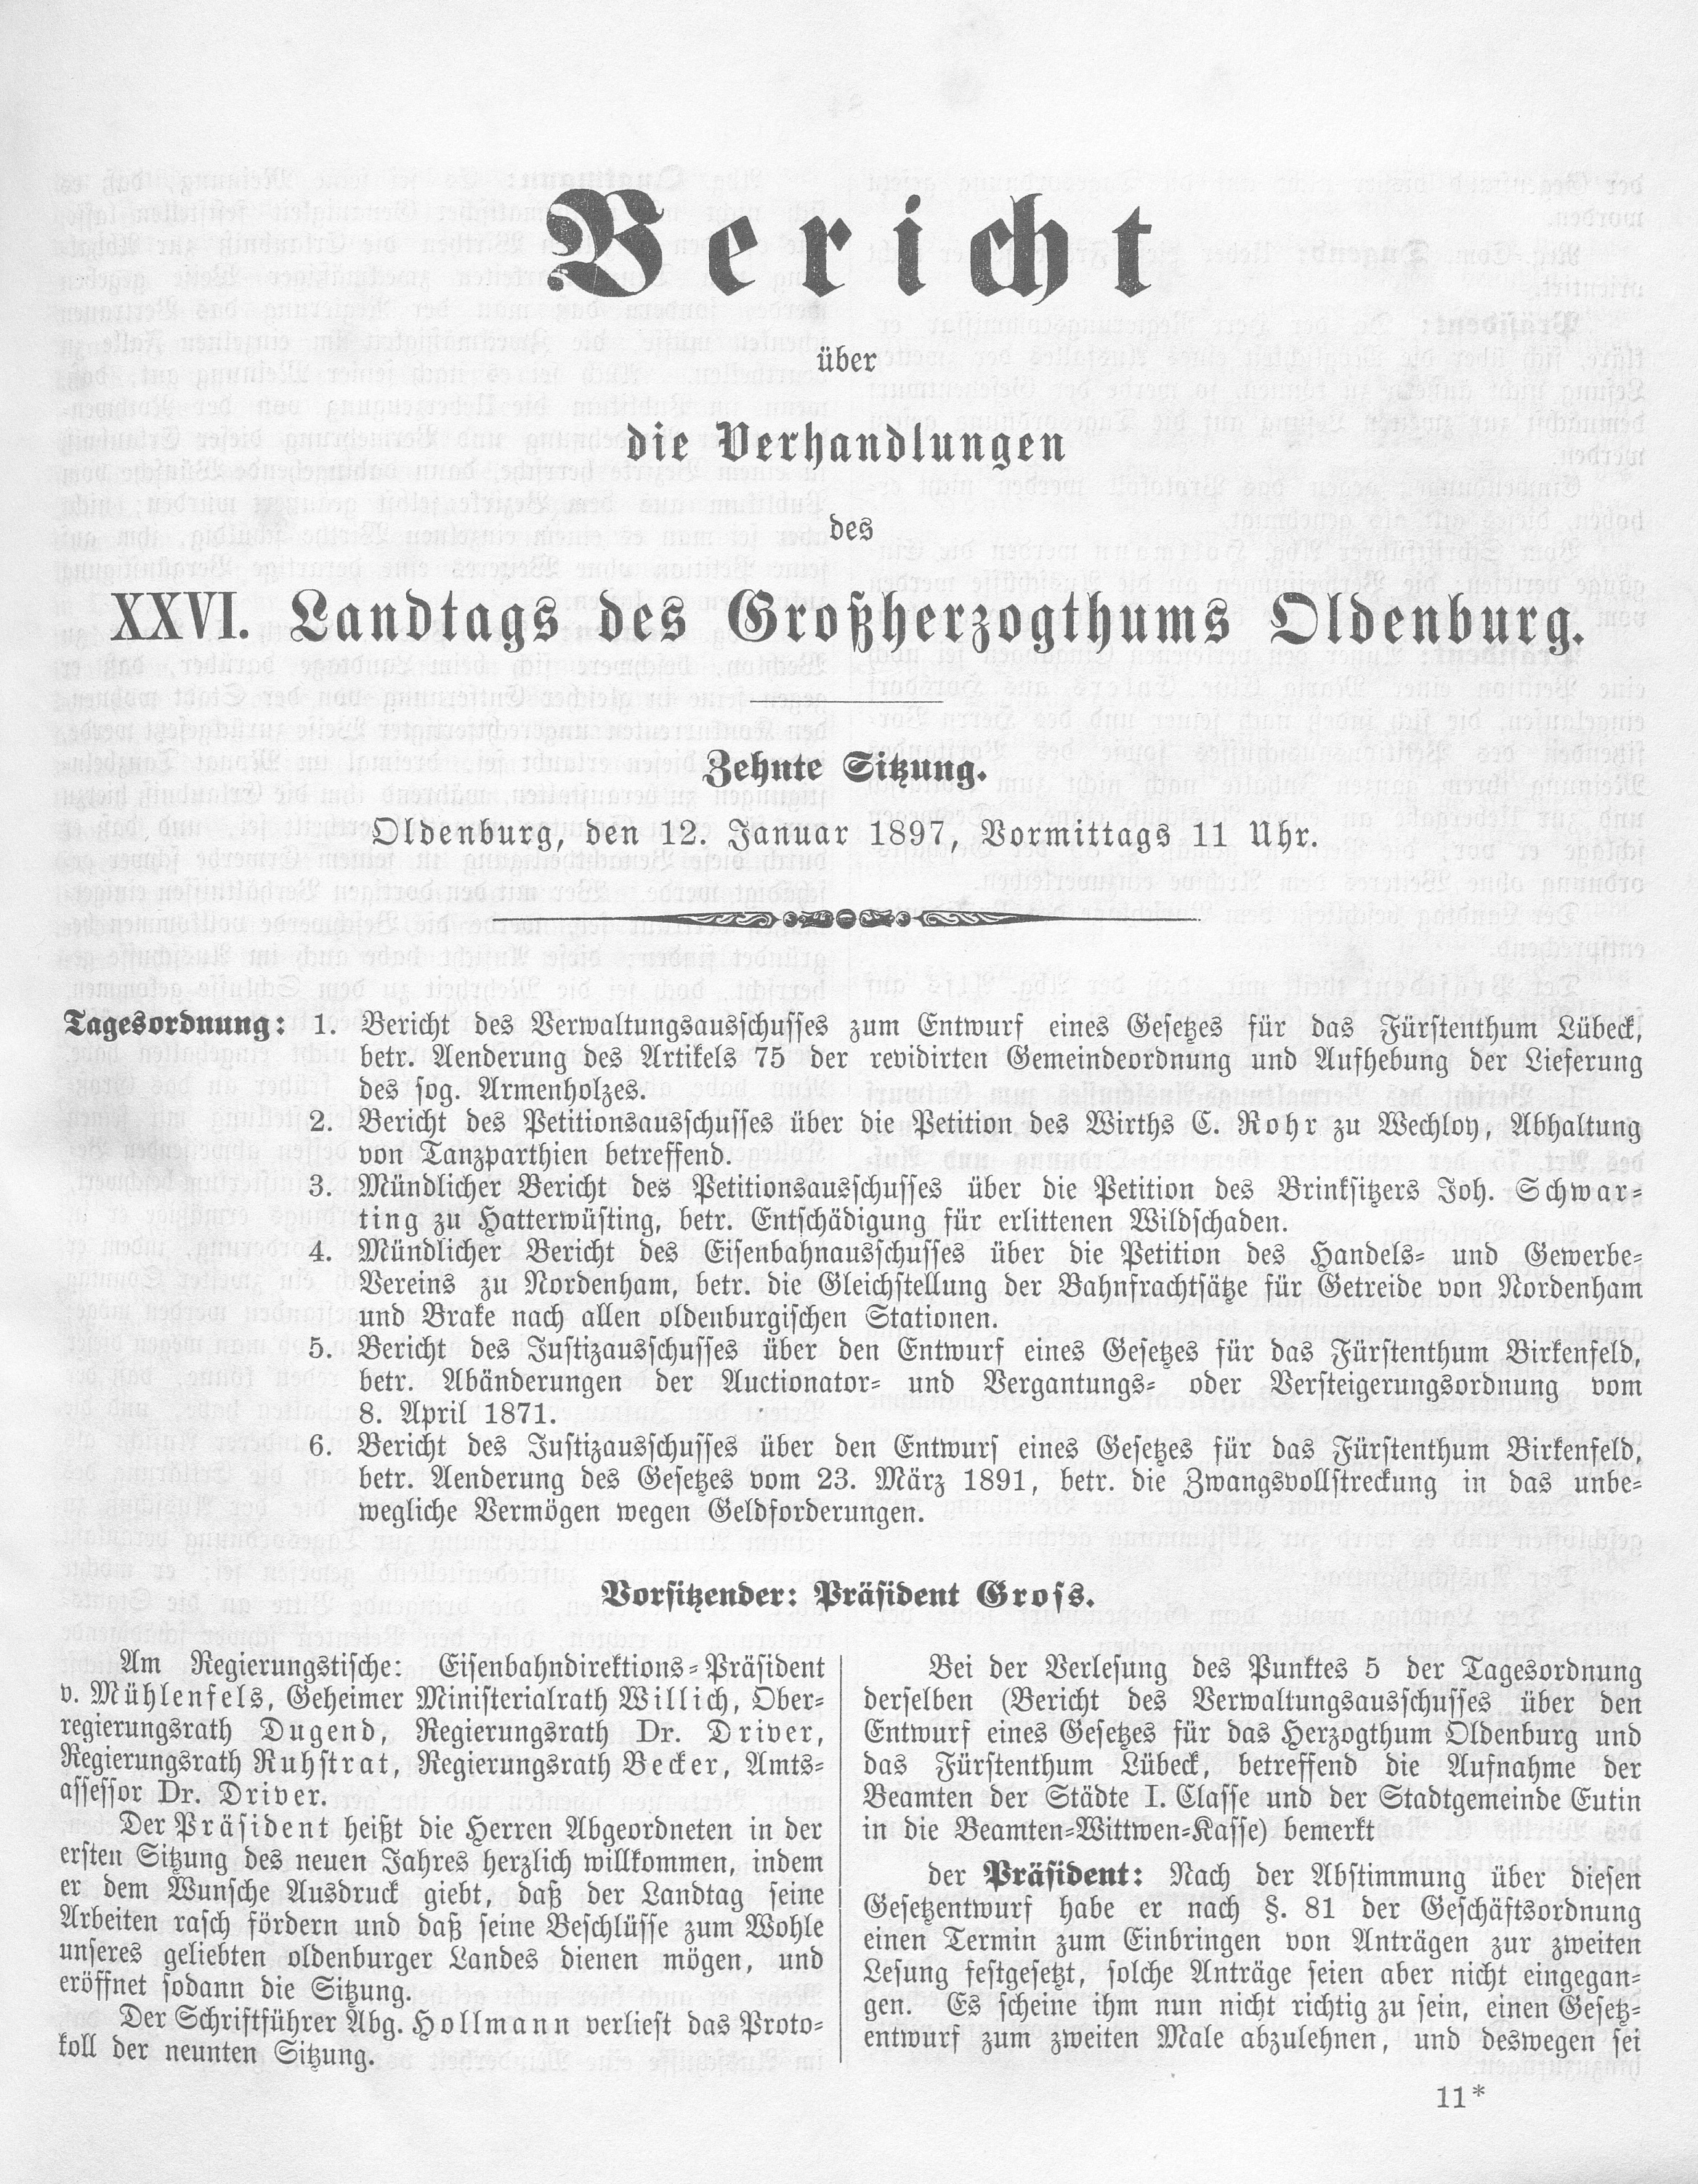 Bericht
über
die Verhandlungen
des
XXVI. Landtags des Großherzogthums Oldenburg.
Zehnte Sitzung.
Oldenburg, den 12. Januar 1897, Vormittags 11 Uhr.
Tagesordnung: 1. Bericht des Verwaltungsausschusses zum Entwurf eines Gesetzes für das Fürstenthum Lübeck,
betr. Aenderung des Artikels 75 der revidirten Gemeindeordnung und Aufhebung der Lieferung
des sog. Armenholzes.
2. Bericht des Petitionsausschusses über die Petition des Wirths C. Rohr zu Wechloy, Abhaltung
von Tanzparthien betreffend.
3. Mündlicher Bericht des Petitionsausschusses über die Petition des Brinksitzers Joh. Schwar-
ting zu Hatterwüsting, betr. Entschädigung für erlittenen Wildschaden.
4. Mündlicher Bericht des Eisenbahnausschusses über die Petition des Handels- und Gewerbe-
Vereins zu Nordenham, betr. die Gleichstellung der Bahnfrachtsätze für Getreide von Nordenham
und Brake nach allen oldenburgischen Stationen.
5. Bericht des Justizausschusses über den Entwurf eines Gesetzes für das Fürstenthum Birkenfeld,
betr. Abänderungen der Auctionator- und Vergantungs- oder Versteigerungsordnung vom
8. April 1871.
6. Bericht des Justizausschusses über den Entwurf eines Gesetzes für das Fürstenthum Birkenfeld,
betr. Aenderung des Gesetzes vom 23. März 1891, betr. die Zwangsvollstreckung in das unbe-
wegliche Vermögen wegen Geldforderungen.
Vorsitzender: Präsident Gross.
Am Regierungstische: Eisenbahndirektions-Präsident
v. Mühlenfels, Geheimer Ministerialrath Willich, Ober-
regierungsrath Dugend, Regierungsrath Dr. Driver,
Regierungsrath Ruhstrat, Regierungsrath Becker, Amts-
assessor Dr. Driver.
Der Präsident heißt die Herren Abgeordneten in der
ersten Sitzung des neuen Jahres herzlich willkommen, indem
er dem Wunsche Ausdruck giebt, daß der Landtag seine
Arbeiten rasch fördern und daß seine Beschlüsse zum Wohle
unseres geliebten oldenburger Landes dienen mögen, und
eröffnet sodann die Sitzung.
Der Schriftführer Abg. Hollmann verliest das Proto-
koll der neunten Sitzung.
Bei der Verlesung des Punktes 5 der Tagesordnung
derselben (Bericht des Verwaltungsausschusses über den
Entwurf eines Gesetzes für das Herzogthum Oldenburg und
das Fürstenthum Lübeck, betreffend die Aufnahme der
Beamten der Städte I. Classe und der Stadtgemeinde Eutin
in die Beamten-Wittwen-Kasse) bemerkt
der Präsident: Nach der Abstimmung über diesen
Gesetzentwurf habe er nach §. 81 der Geschäftsordnung
einen Termin zum Einbringen von Anträgen zur zweiten
Lesung festgesetzt, solche Anträge seien aber nicht eingegan-
gen. Es scheine ihm nun nicht richtig zu sein, einen Gesetz-
entwurf zum zweiten Male abzulehnen, und deswegen sei
11*